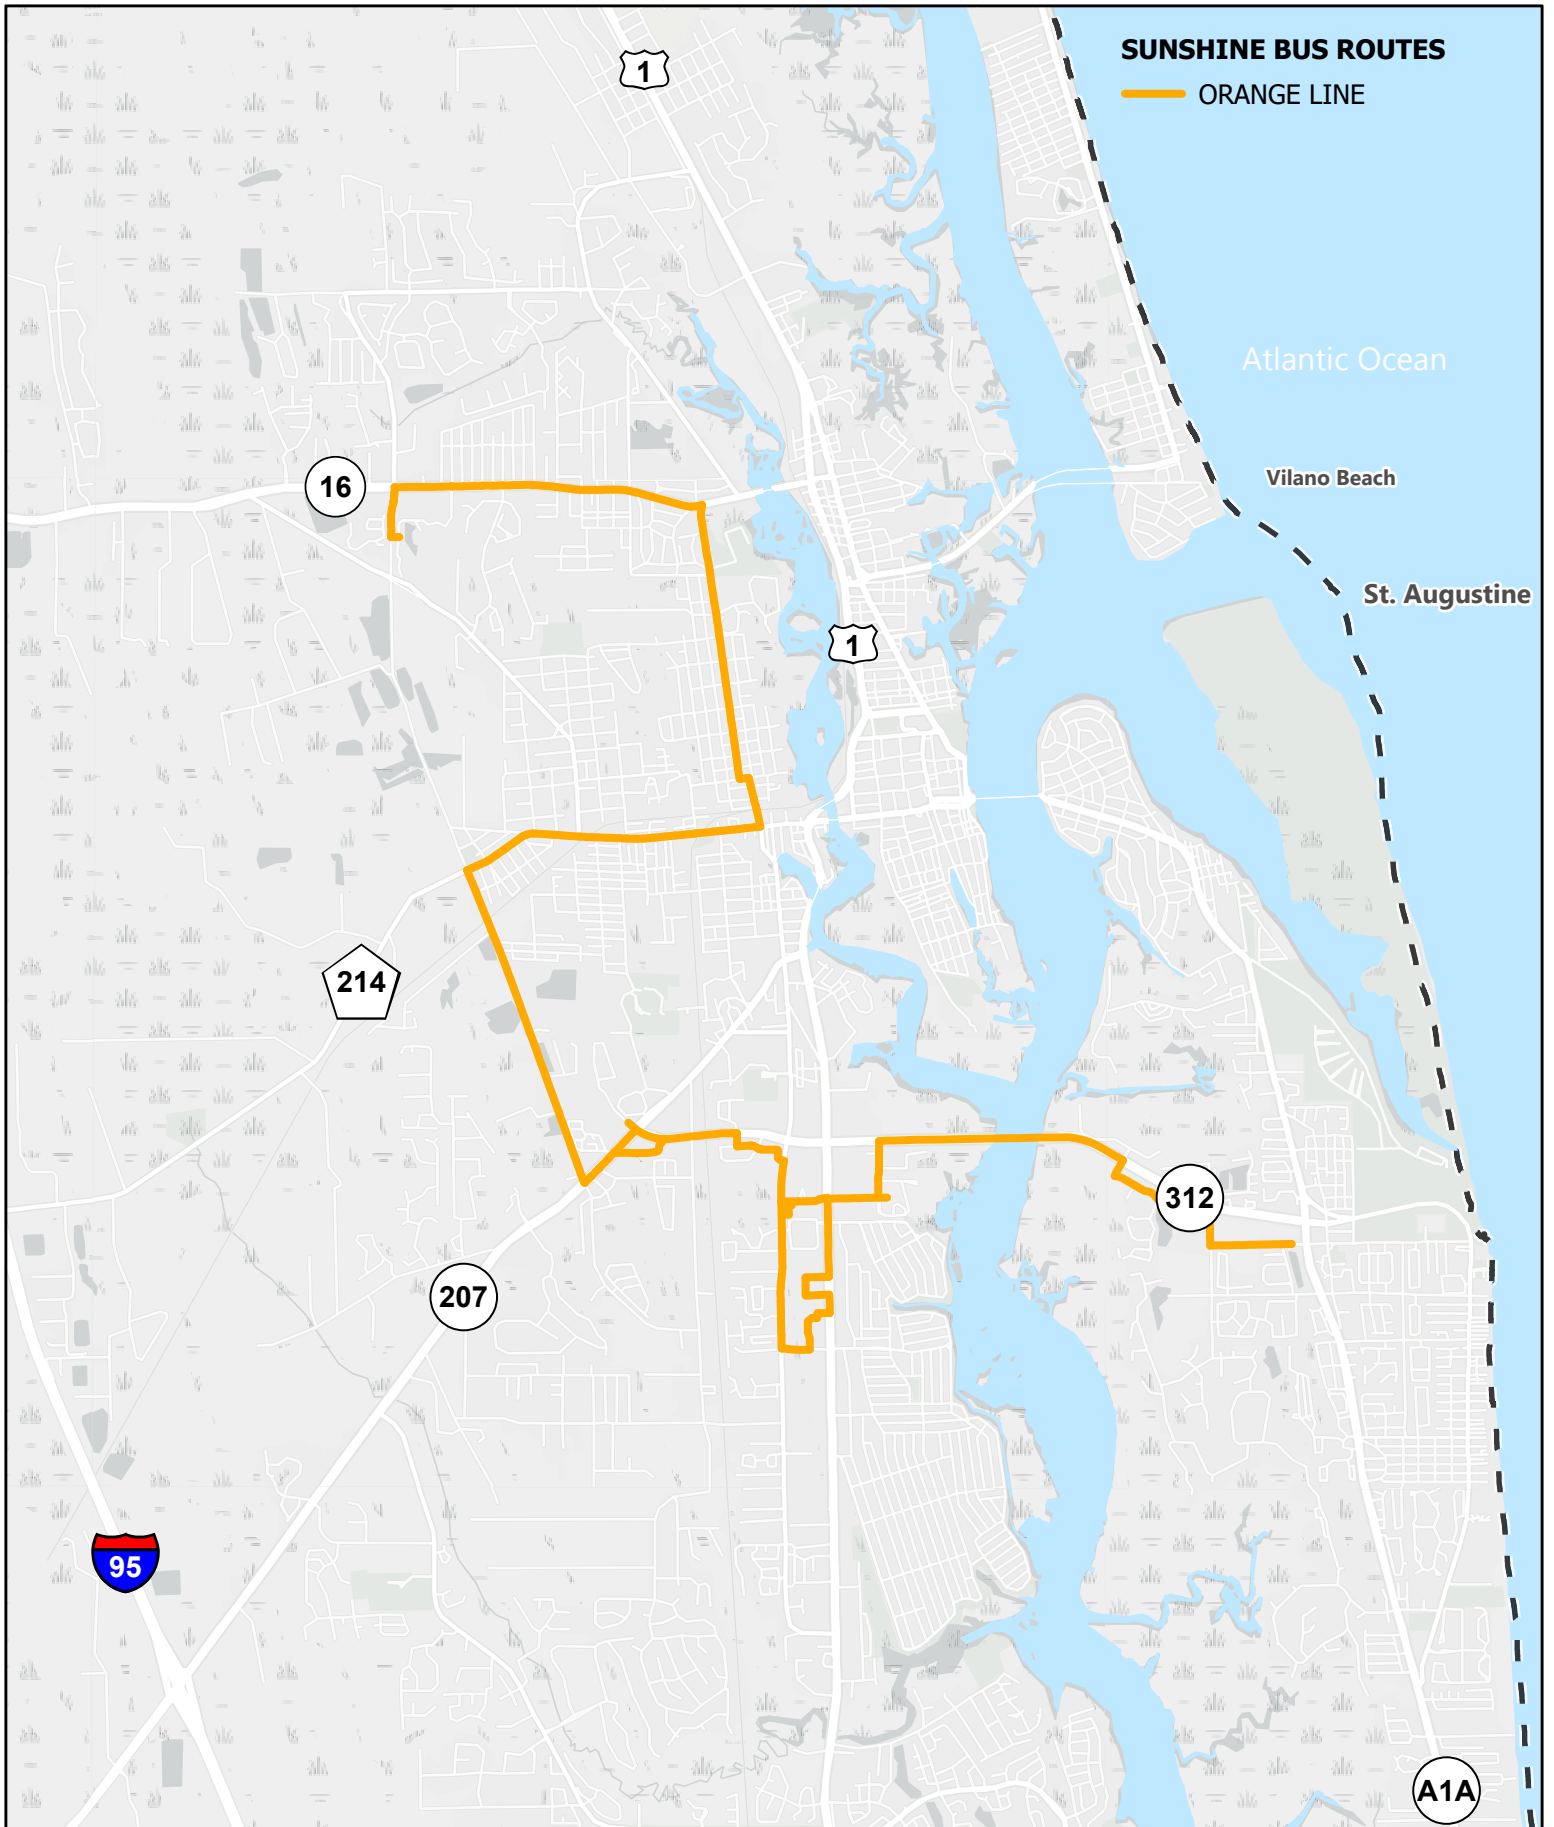 SUNSHINE BUS ROUTES
ORANGE LINE
1
Atlantic Ocean
Vilano Beach
16
St. Augustine
1
214
312
207
95
A1A